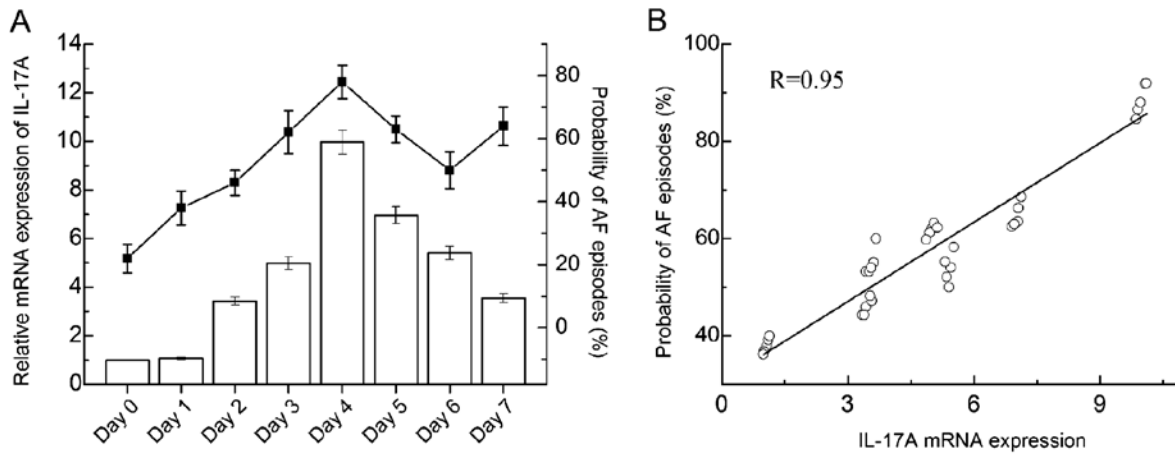 A
Relative mRNA expression of IL-17A
14
12
10
8
6
4
2
0
80
60
40
20
0
Probability of AF episodes (%)
Day 0
Day 1
Day 2
Day 3
Day 4
Day 5
Day 6
Day 7
B
Probability of AF episodes (%)
100
80
60
40
R=0.95
0
3
6
9
IL-17A mRNA expression